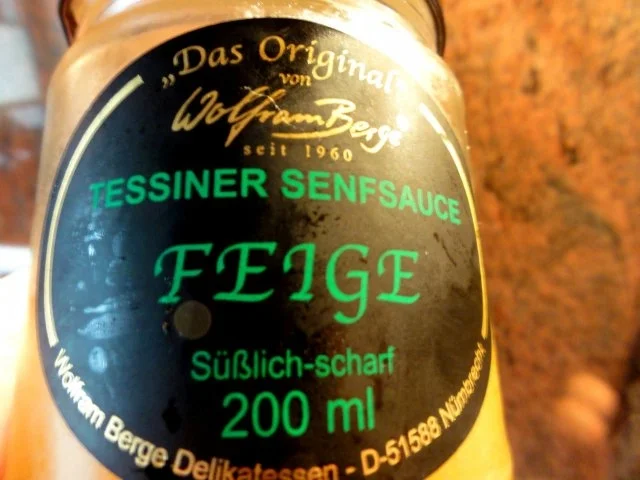 „Das Original"
von
Wolfram Berge
seit 1960
TESSINER SENFSAUCE
FEIGE
Süßlich-scharf
200 ml
Wolfram Berge Delikatessen - D-51588 Nümbrecht